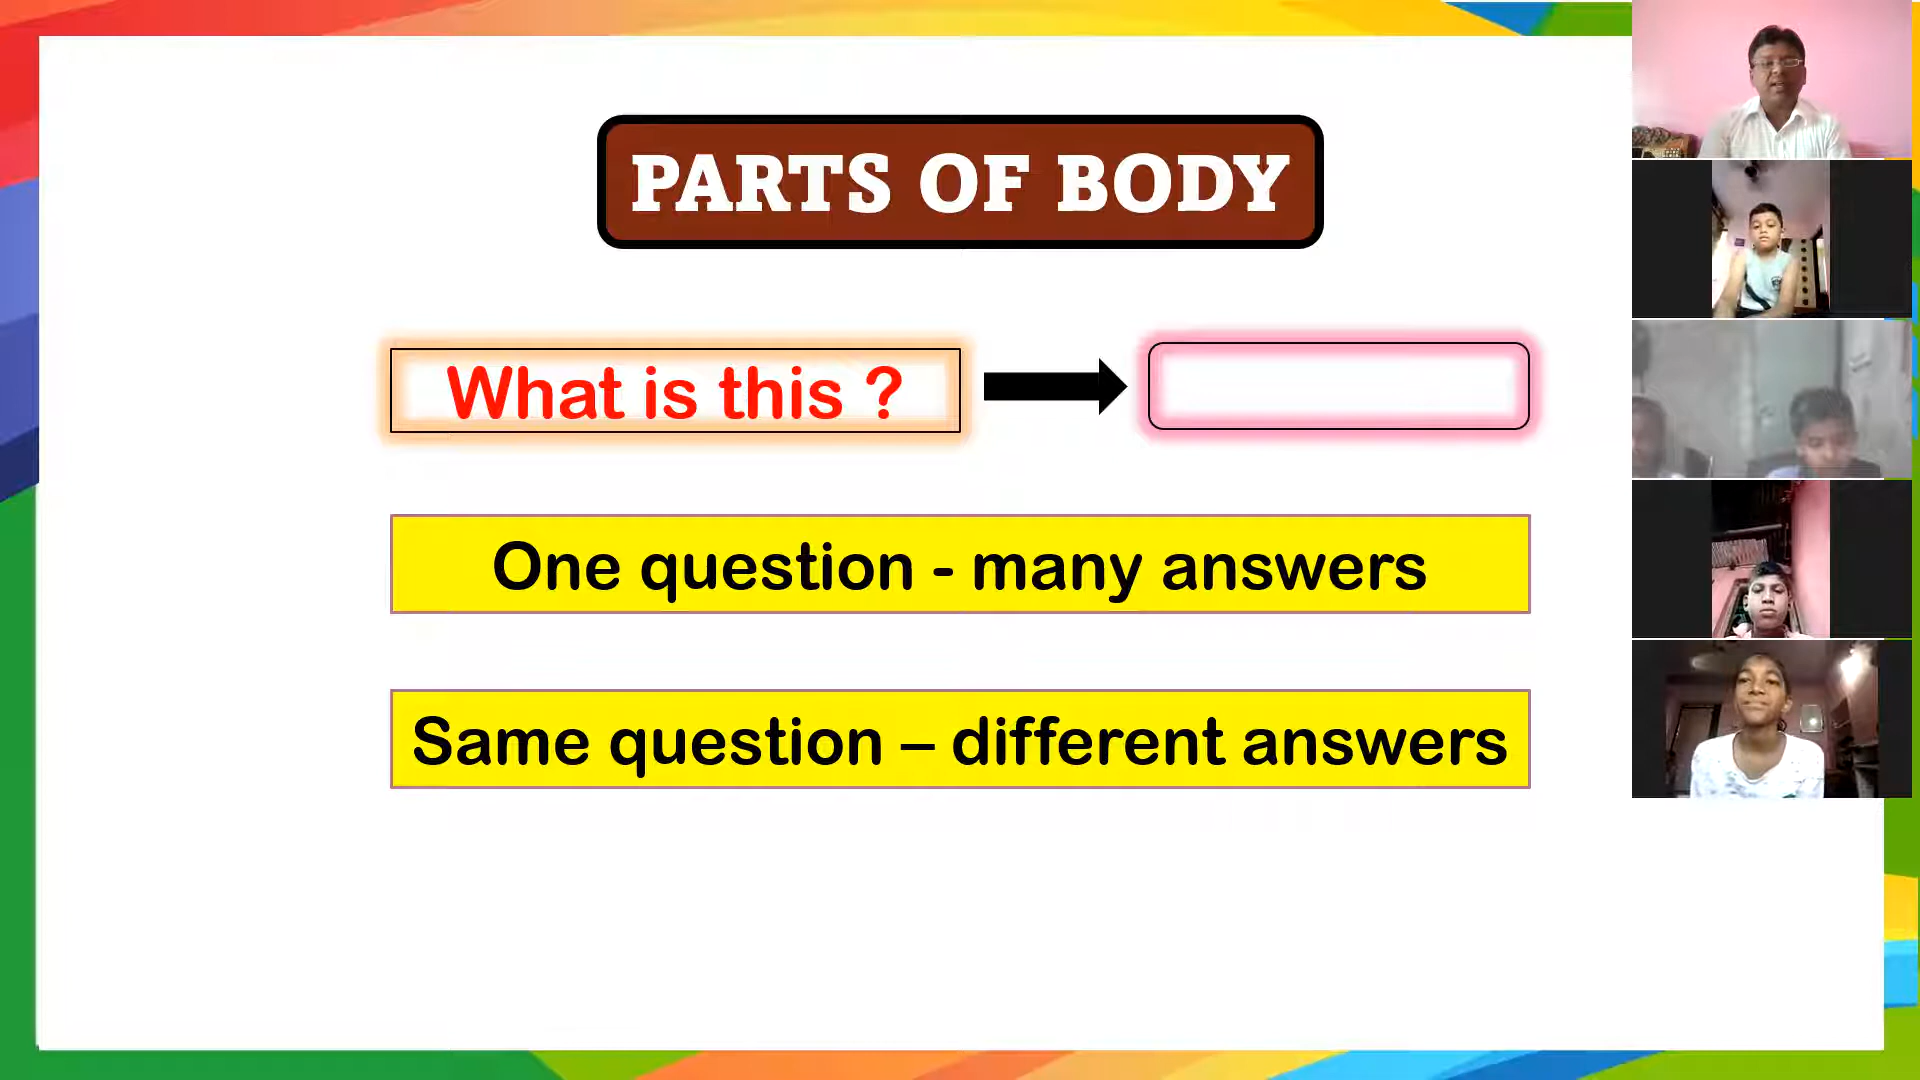 PARTS OF BODY
What is this ?
One question - many answers
Same question – different answers